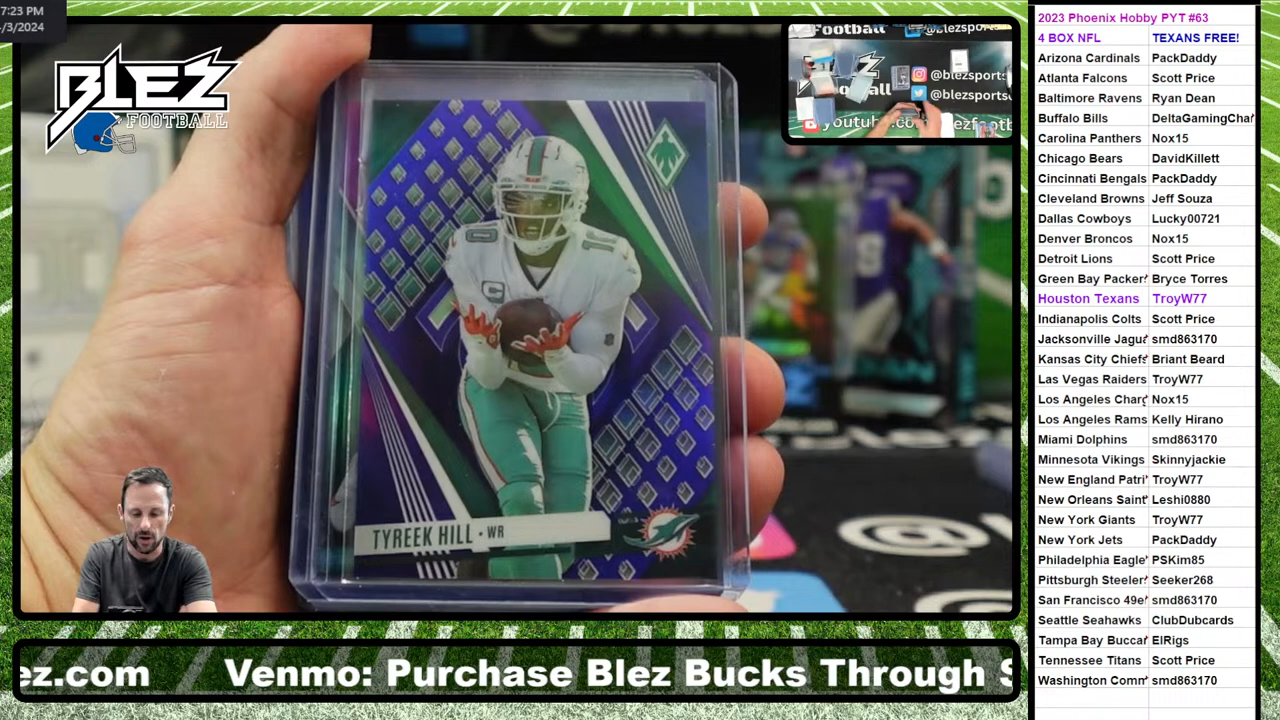 7:23 PM
/3/2024
BLEZ
FOOTBALL
Football
@blezspor
@blezsports
@blezsports
youtube.com
TYREEK HILL • WR
ez.com Venmo: Purchase Blez Bucks Through S
2023 Phoenix Hobby PYT #63
4 BOX NFL TEXANS FREE!
Arizona Cardinals PackDaddy
Atlanta Falcons Scott Price
Baltimore Ravens Ryan Dean
Buffalo Bills DeltaGamingCha
Carolina Panthers Nox15
Chicago Bears DavidKillett
Cincinnati Bengals PackDaddy
Cleveland Browns Jeff Souza
Dallas Cowboys Lucky00721
Denver Broncos Nox15
Detroit Lions Scott Price
Green Bay Packer Bryce Torres
Houston Texans TroyW77
Indianapolis Colts Scott Price
Jacksonville Jagua smd863170
Kansas City Chiefs Briant Beard
Las Vegas Raiders TroyW77
Los Angeles Charg Nox15
Los Angeles Rams Kelly Hirano
Miami Dolphins smd863170
Minnesota Vikings Skinnyjackie
New England Patri TroyW77
New Orleans Saint Leshi0880
New York Giants TroyW77
New York Jets PackDaddy
Philadelphia Eagle PSKim85
Pittsburgh Steeler Seeker268
San Francisco 49e smd863170
Seattle Seahawks ClubDubcards
Tampa Bay Buccar ElRigs
Tennessee Titans Scott Price
Washington Comm smd863170